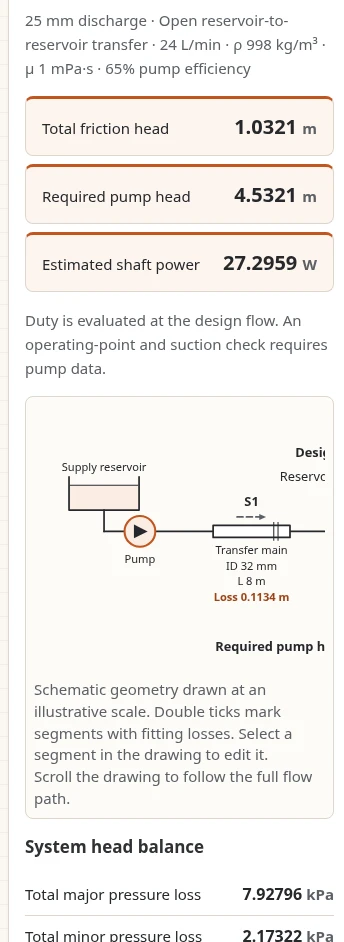 25 mm discharge · Open reservoir-to-
reservoir transfer · 24 L/min · ρ 998 kg/m³ ·
μ 1 mPa·s · 65% pump efficiency
Total friction head 1.0321 m
Required pump head 4.5321 m
Estimated shaft power 27.2959 W
Duty is evaluated at the design flow. An
operating-point and suction check requires
pump data.
Desig
Supply reservoir
Reservo
S1
Pump
Transfer main
ID 32 mm
L 8 m
Loss 0.1134 m
Required pump h
Schematic geometry drawn at an
illustrative scale. Double ticks mark
segments with fitting losses. Select a
segment in the drawing to edit it.
Scroll the drawing to follow the full flow
path.
System head balance
Total major pressure loss 7.92796 kPa
Total minor pressure loss 2.17322 kPa